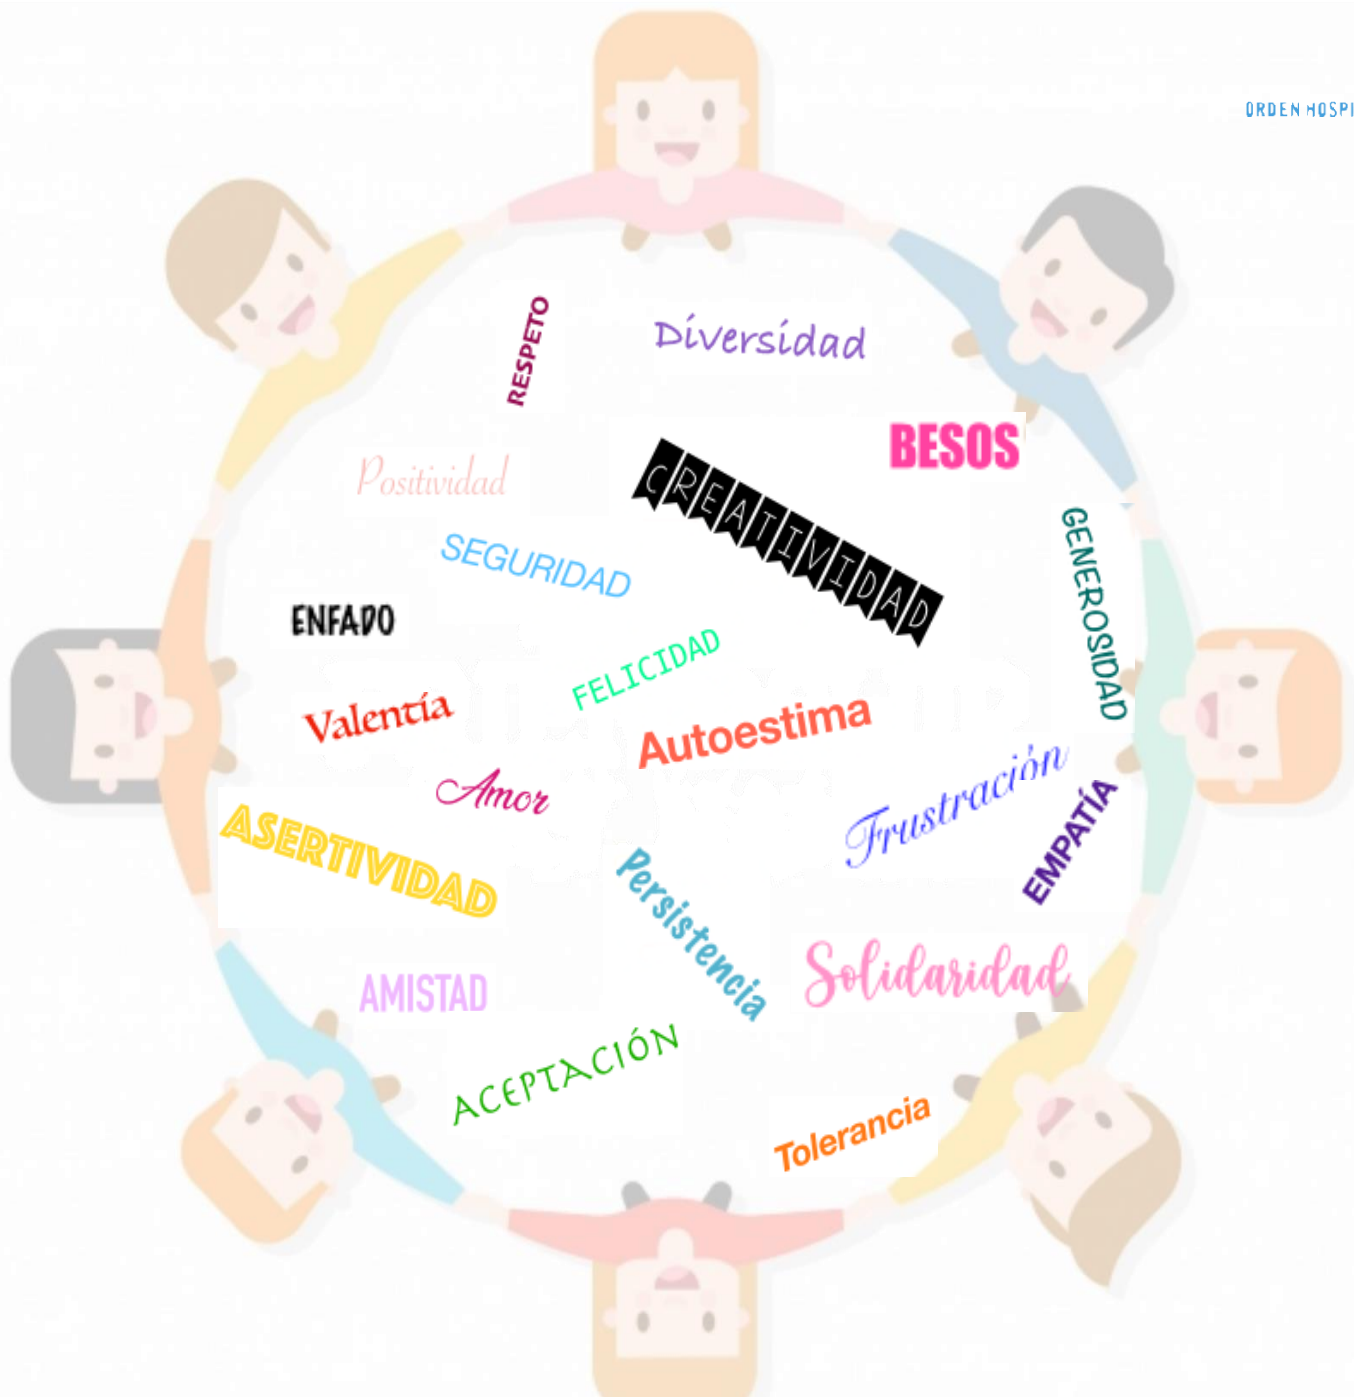 ORDEN HOSPI
RESPETO
Diversidad
BESOS
Positividad
CREATIVIDAD
SEGURIDAD
GENEROSIDAD
ENFADO
FELICIDAD
Valentía
Autoestima
Amor
Frustración
EMPATÍA
ASERTIVIDAD
Persistencia
Solidaridad
AMISTAD
ACEPTACIÓN
Tolerancia